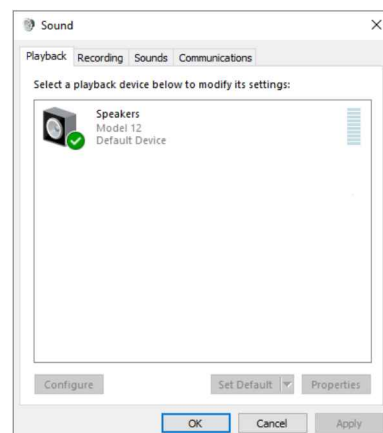 Sound
Playback Recording Sounds Communications
Select a playback device below to modify its settings:
Speakers
Model 12
Default Device
Configure Set Default Properties
OK Cancel Apply